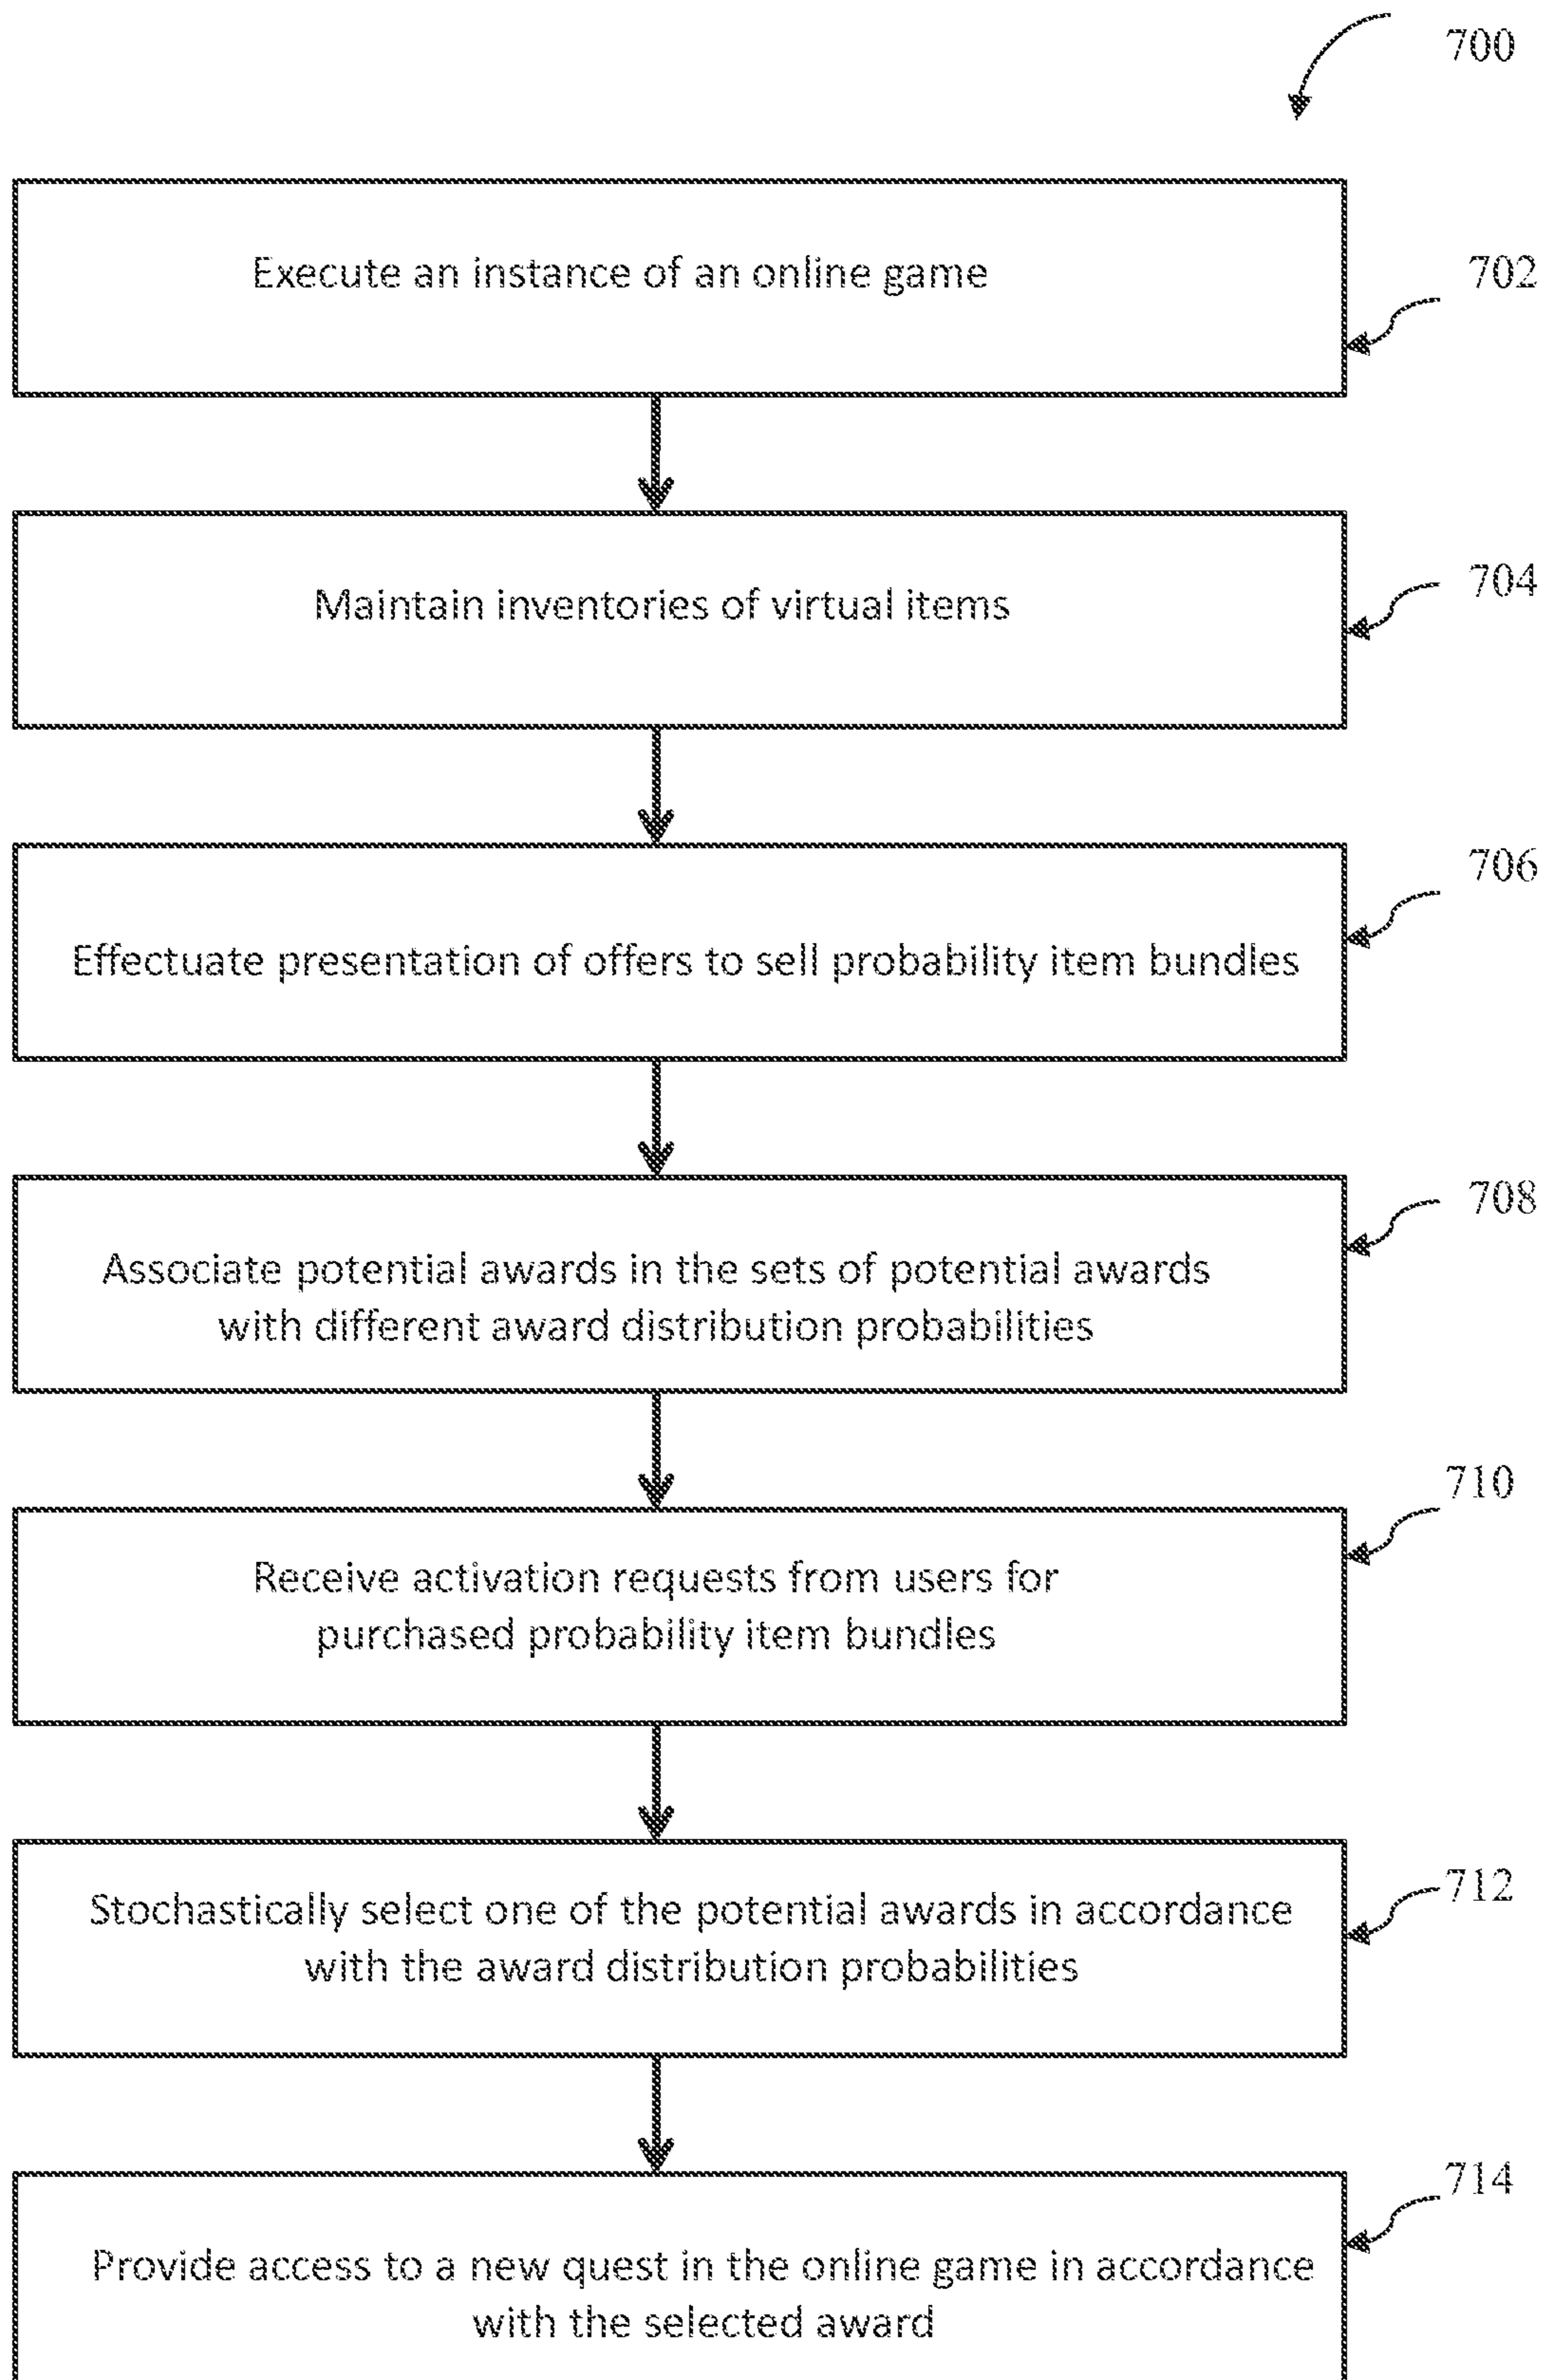 700
Execute an instance of an online game
702
Maintain inventories of virtual items
704
706
Effectuate presentation of offers to sell probability item bundles
708
Associate potential awards in the sets of potential awards
with different award distribution probabilities
710
Receive activation requests from users for
purchased probability item bundles
712
Stochastically select one of the potential awards in accordance
with the award distribution probabilities
714
Provide access to a new quest in the online game in accordance
with the selected award